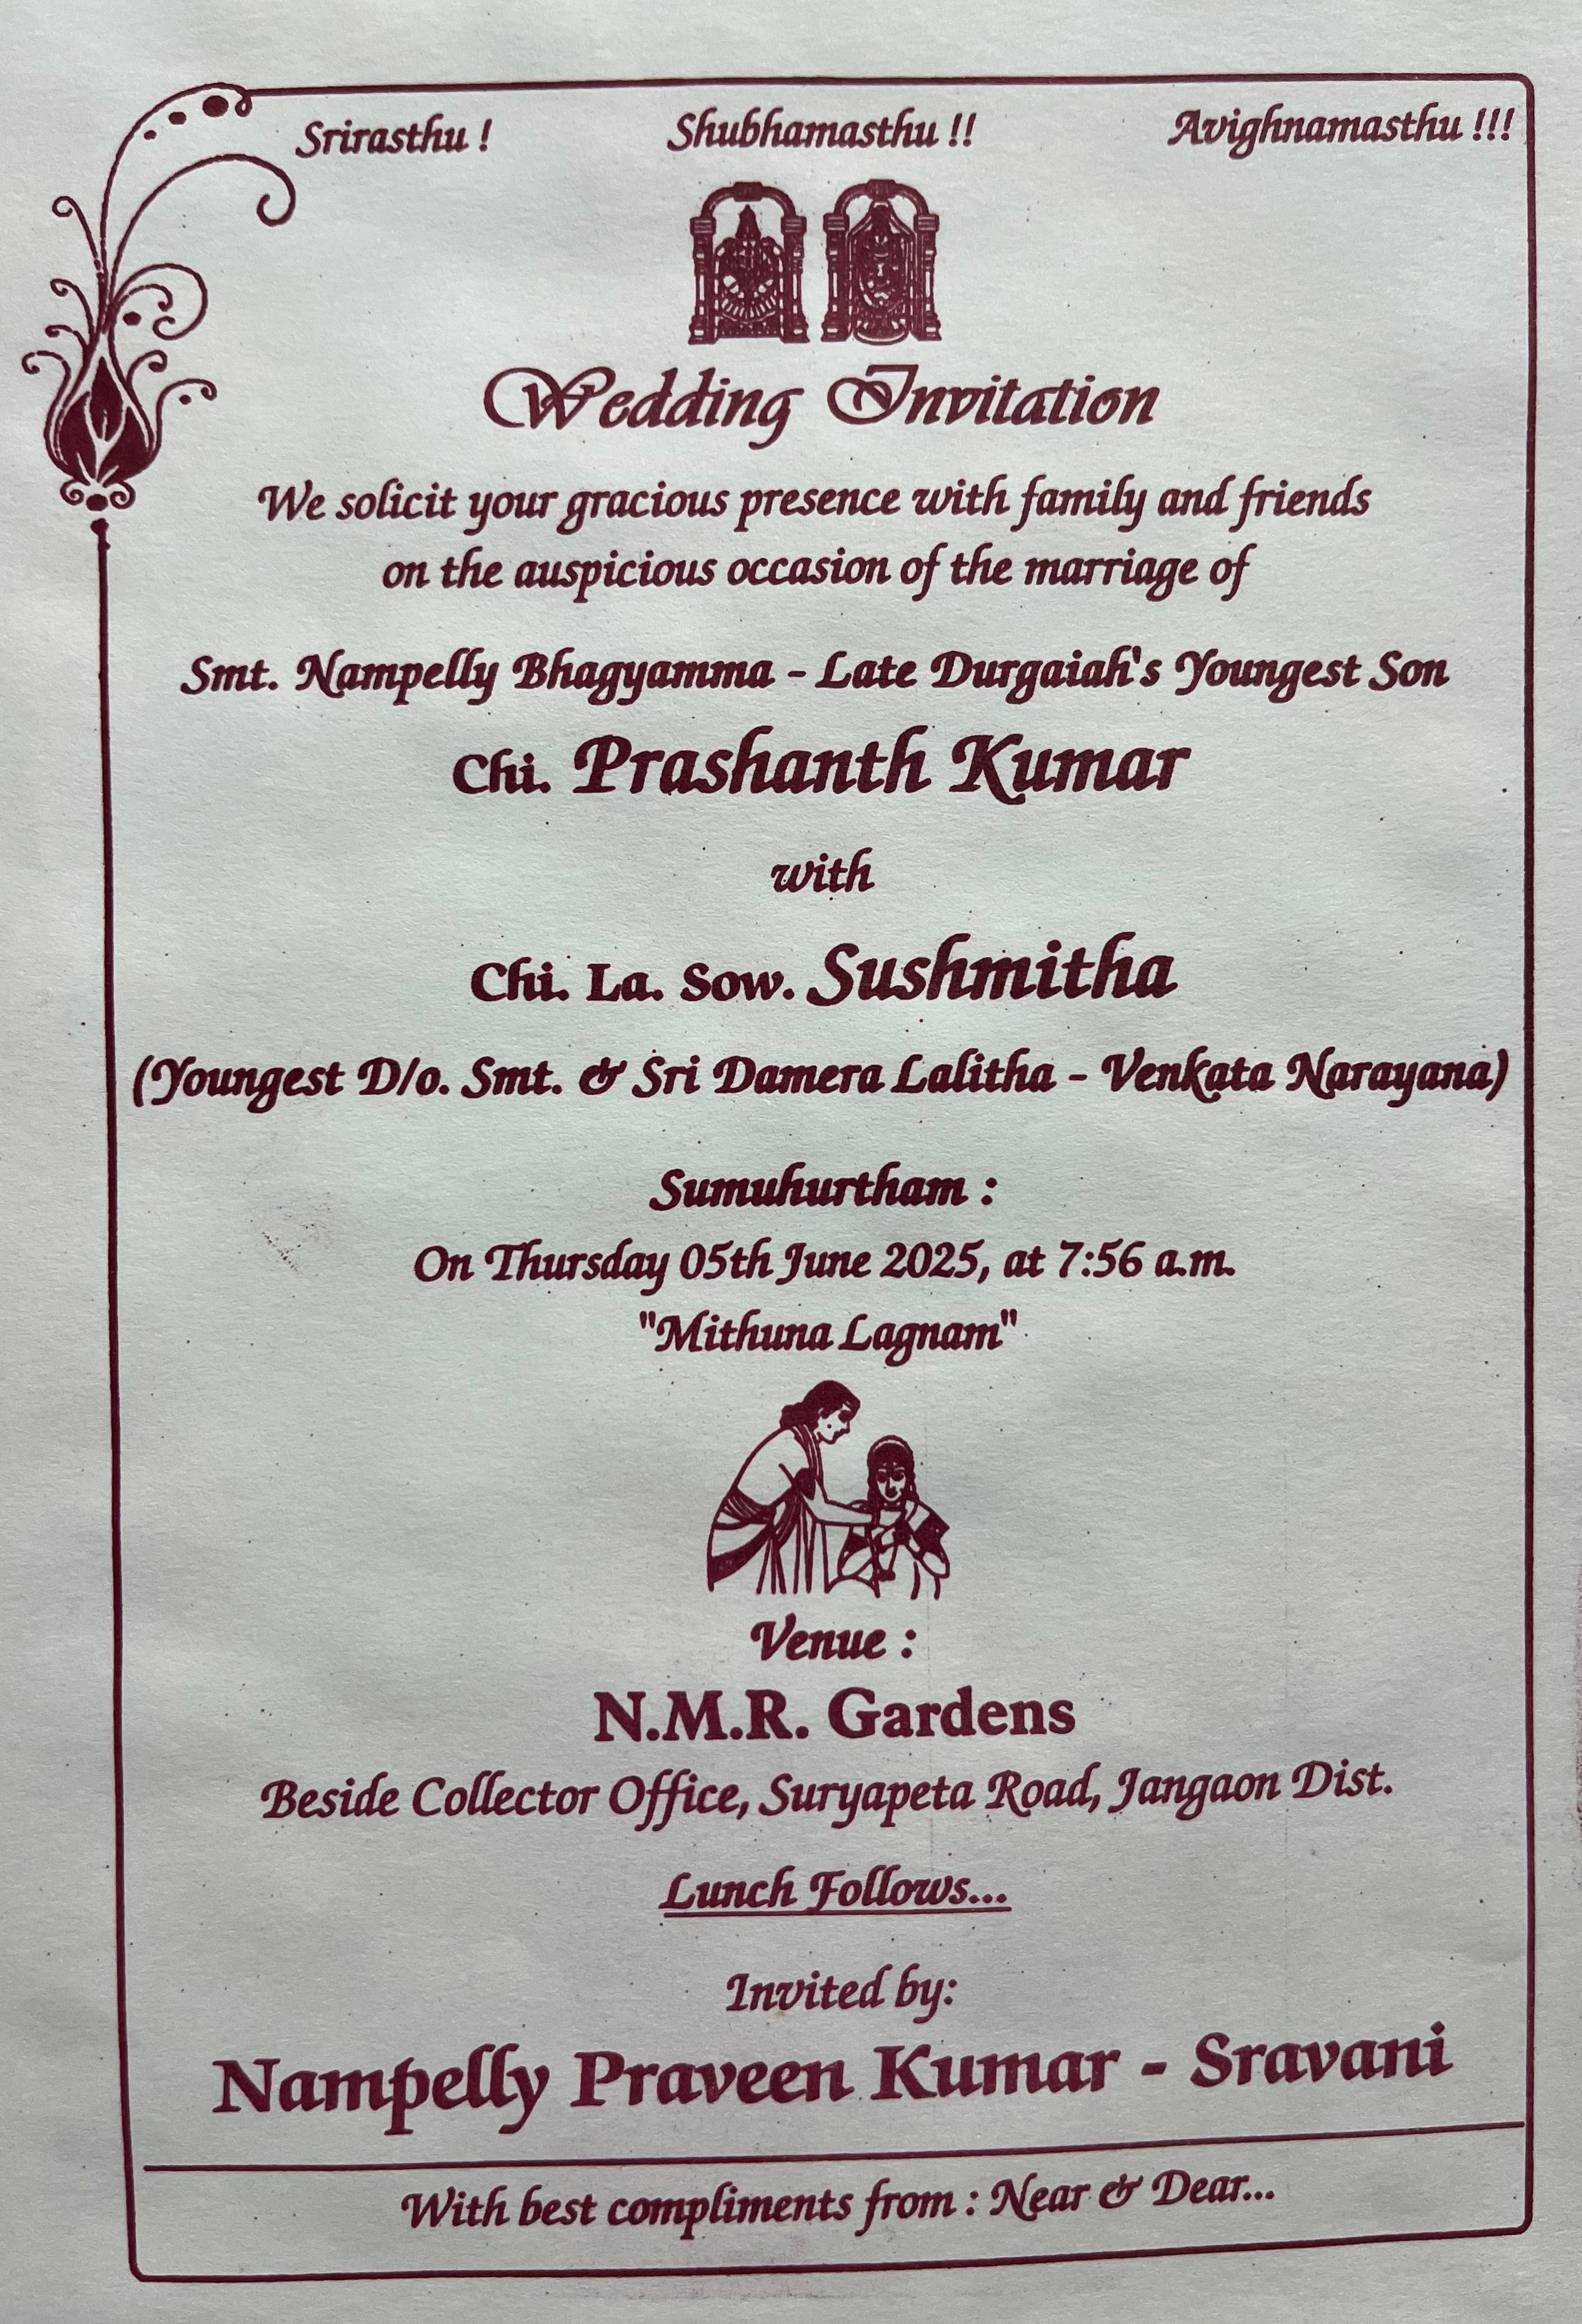 Srirasthu ! Shubhamasthu !! Avighnamasthu !!!
Wedding Invitation
We solicit your gracious presence with family and friends
on the auspicious occasion of the marriage of
Smt. Nampelly Bhagyamma - Late Durgaiah's Youngest Son
Chi. Prashanth Kumar
with
Chi. La. Sow. Sushmitha
(Youngest D/o. Smt. & Sri Damera Lalitha - Venkata Narayana)
Sumuhurtham :
On Thursday 05th June 2025, at 7:56 a.m.
"Mithuna Lagnam"
Venue :
N.M.R. Gardens
Beside Collector Office, Suryapeta Road, Jangaon Dist.
Lunch Follows...
Invited by:
Nampelly Praveen Kumar - Sravani
With best compliments from : Near & Dear...